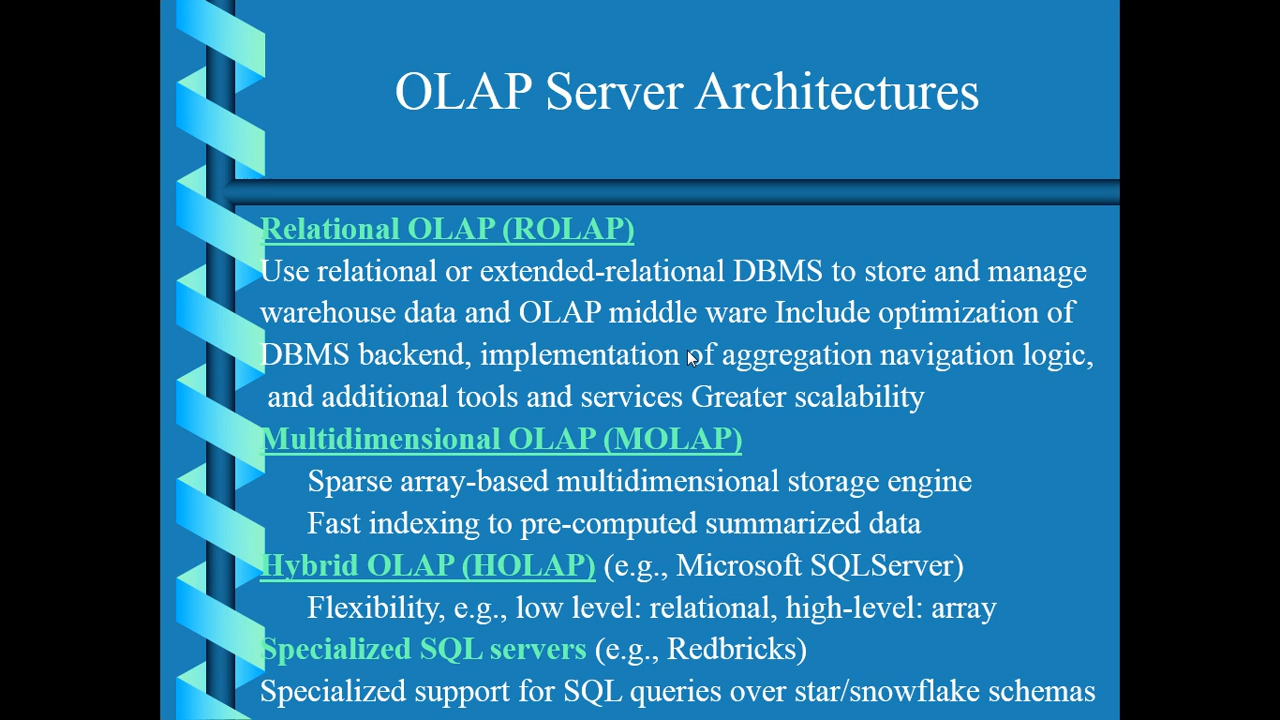 OLAP Server Architectures
Relational OLAP (ROLAP)
Use relational or extended-relational DBMS to store and manage
warehouse data and OLAP middle ware Include optimization of
DBMS backend, implementation of aggregation navigation logic,
and additional tools and services Greater scalability
Multidimensional OLAP (MOLAP)
Sparse array-based multidimensional storage engine
Fast indexing to pre-computed summarized data
Hybrid OLAP (HOLAP) (e.g., Microsoft SQLServer)
Flexibility, e.g., low level: relational, high-level: array
Specialized SQL servers (e.g., Redbricks)
Specialized support for SQL queries over star/snowflake schemas